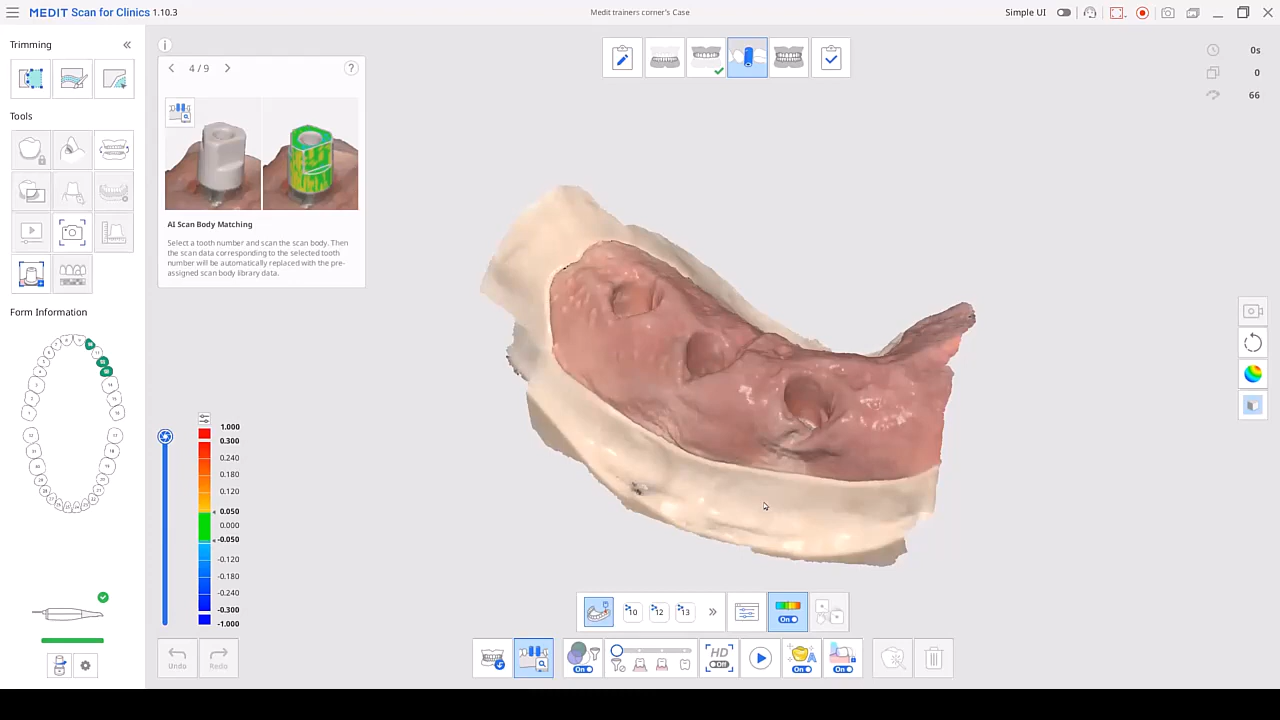 MEDIT Scan for Clinics 1.10.3
Medit trainers corner's Case
Simple UI
Trimming
4 / 9
?
0s
0
66
Tools
AI Scan Body Matching
Select a tooth number and scan the scan body. Then
the scan data corresponding to the selected tooth
number will be automatically replaced with the pre-
assigned scan body library data.
Form Information
1.000
0.300
0.240
0.180
0.120
0.050
0.000
-0.050
-0.120
-0.180
-0.240
-0.300
-1.000
10
12
13
On
Undo
Redo
On
HD
Off
On
On